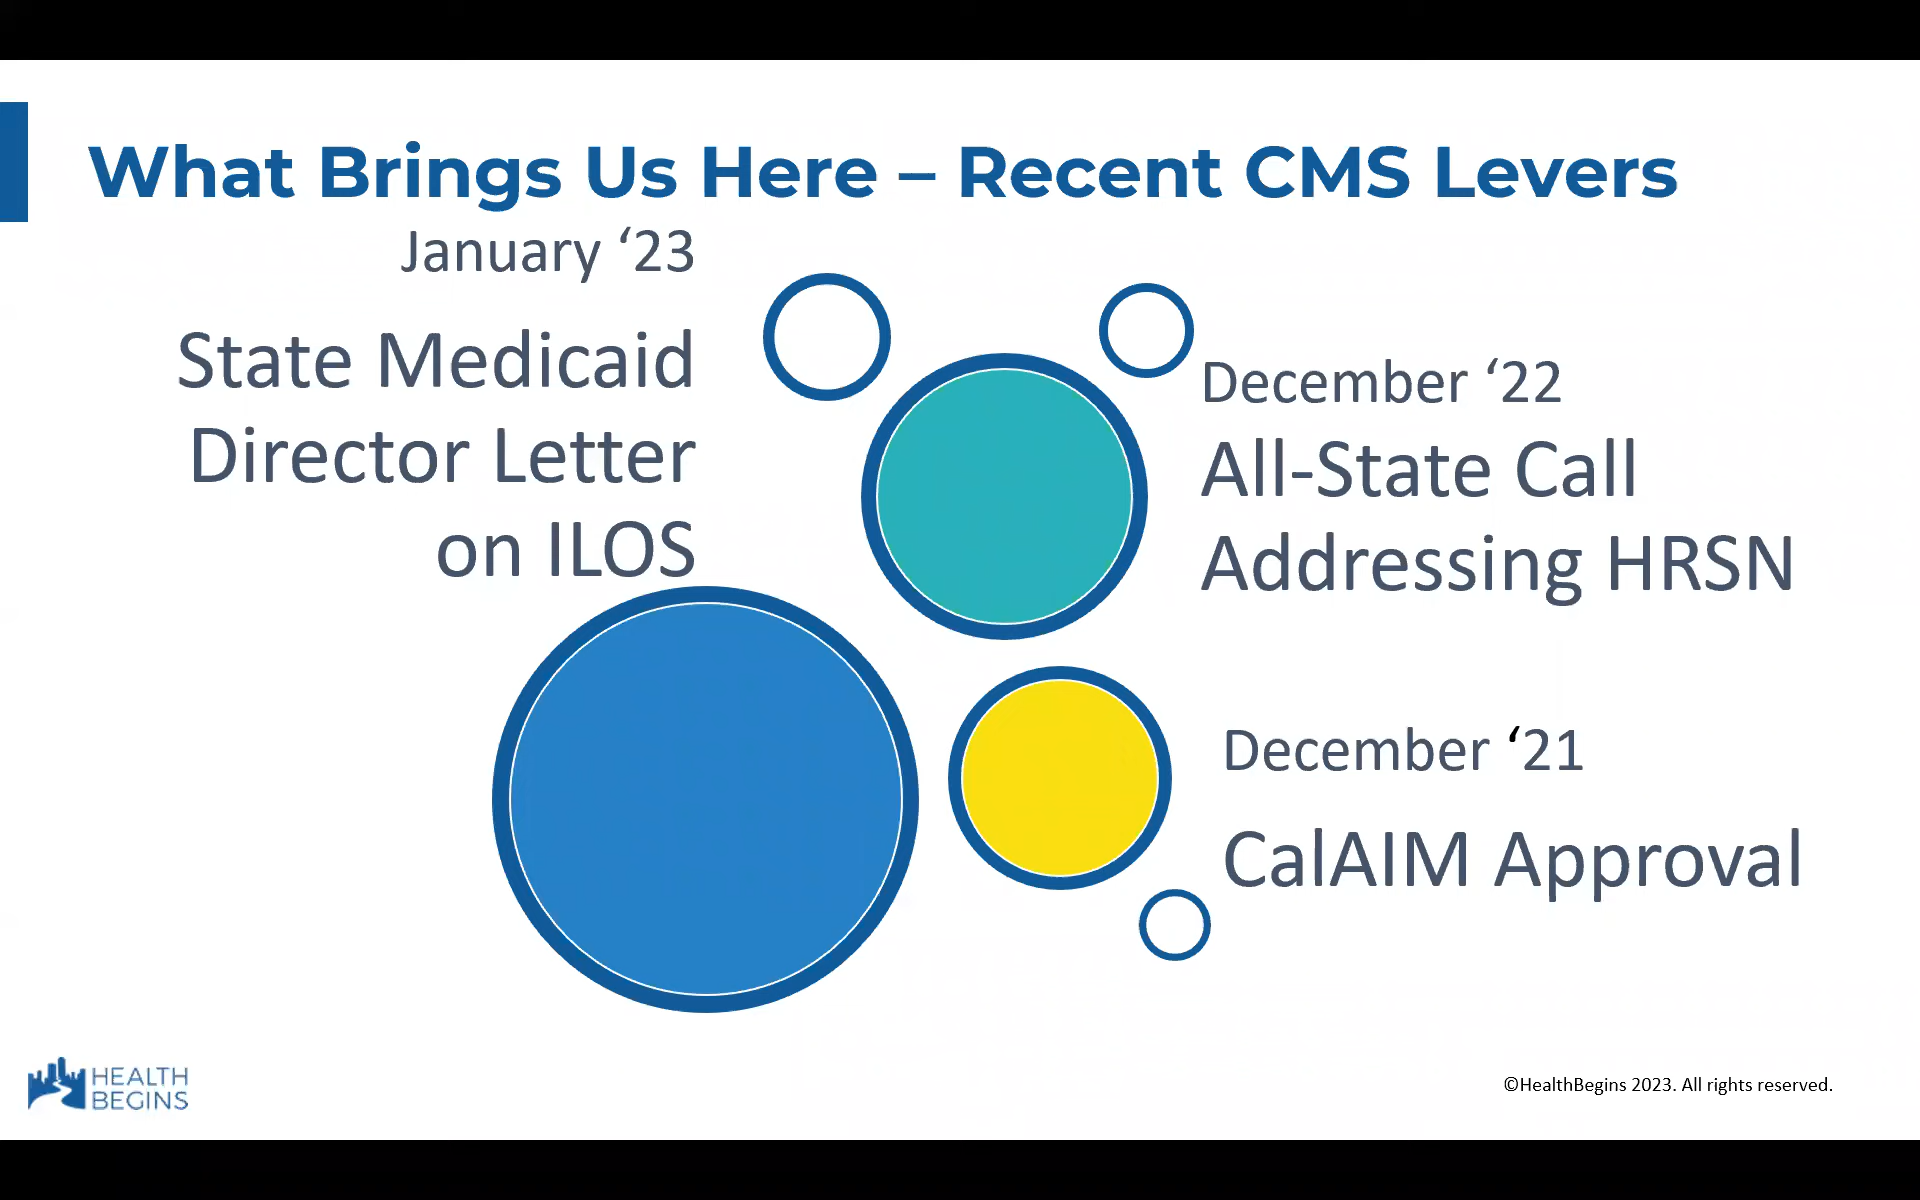 What Brings Us Here – Recent CMS Levers
January ‘23
State Medicaid
Director Letter
on ILOS
December ‘22
All-State Call
Addressing HRSN
December ‘21
CalAIM Approval
HEALTH
BEGINS
©HealthBegins 2023. All rights reserved.